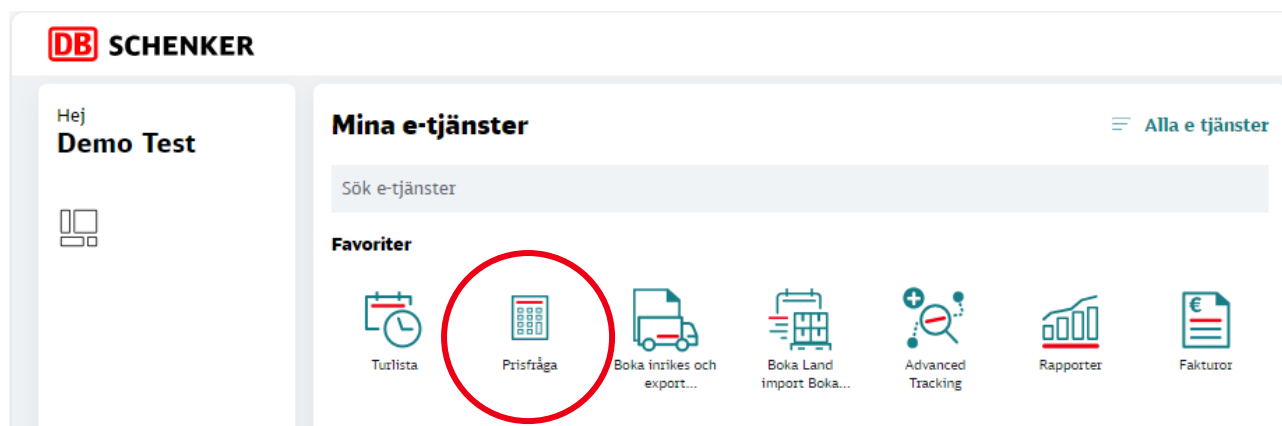 DB SCHENKER
Hej
Demo Test
Mina e-tjänster
Alla e tjänster
Sök e-tjänster
Favoriter
Turlista
Prisfråga
Boka inrikes och
export...
Boka Land
import Boka...
Advanced
Tracking
Rapporter
€
Fakturor